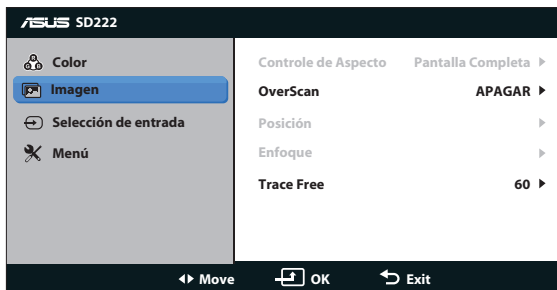 ASUS SD222
Color
Imagen
Selección de entrada
Menú
Controle de Aspecto Pantalla Completa
OverScan APAGAR
Posición
Enfoque
Trace Free 60
Move OK Exit